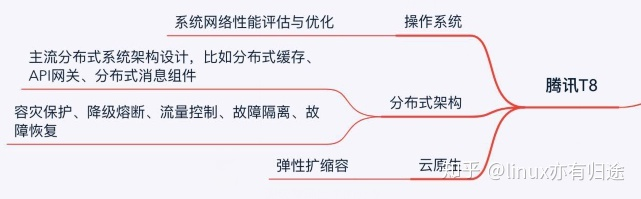 系统网络性能评估与优化
操作系统
主流分布式系统架构设计，比如分布式缓存、
API网关、分布式消息组件
分布式架构
腾讯T8
容灾保护、降级熔断、流量控制、故障隔离、故
障恢复
弹性扩缩容
云原生
知乎 @linux亦有归途